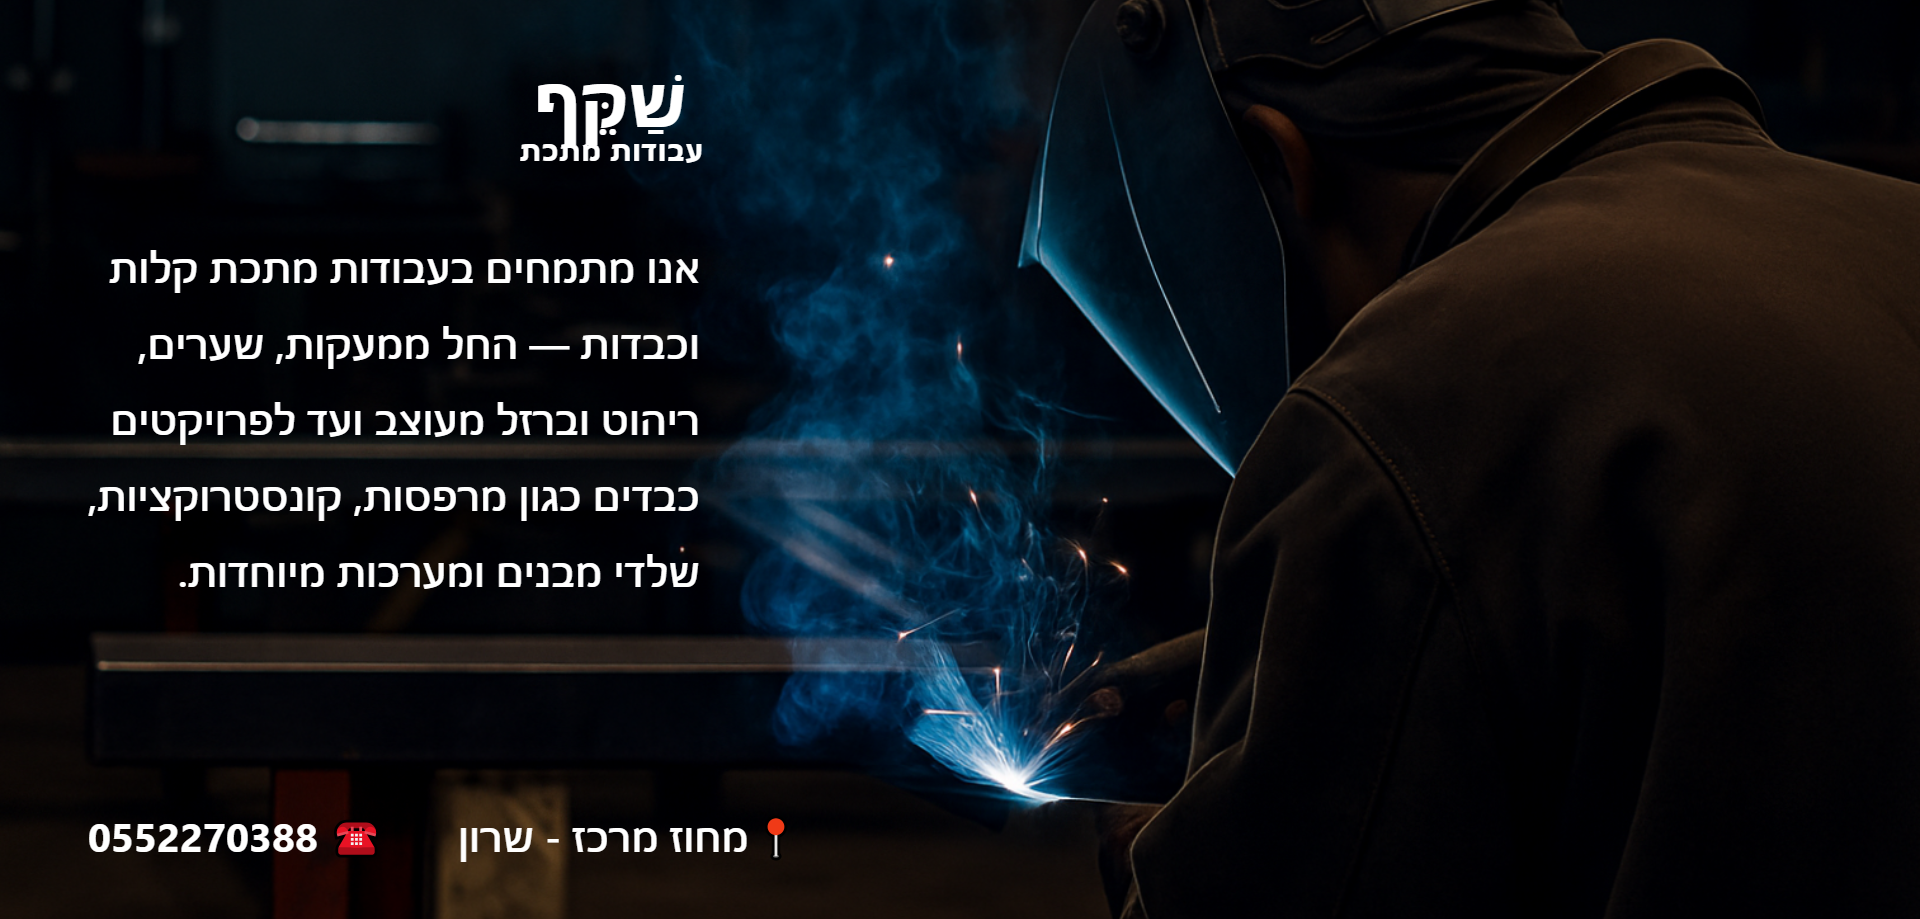 שַׁקֵּף
עבודות מתכת
אנו מתמחים בעבודות מתכת קלות
וכבדות — החל ממעקות, שערים,
ריהוט וברזל מעוצב ועד לפרויקטים
כבדים כגון מרפסות, קונסטרוקציות,
שלדי מבנים ומערכות מיוחדות.
📍 מחוז מרכז - שרון ☎️ 0552270388